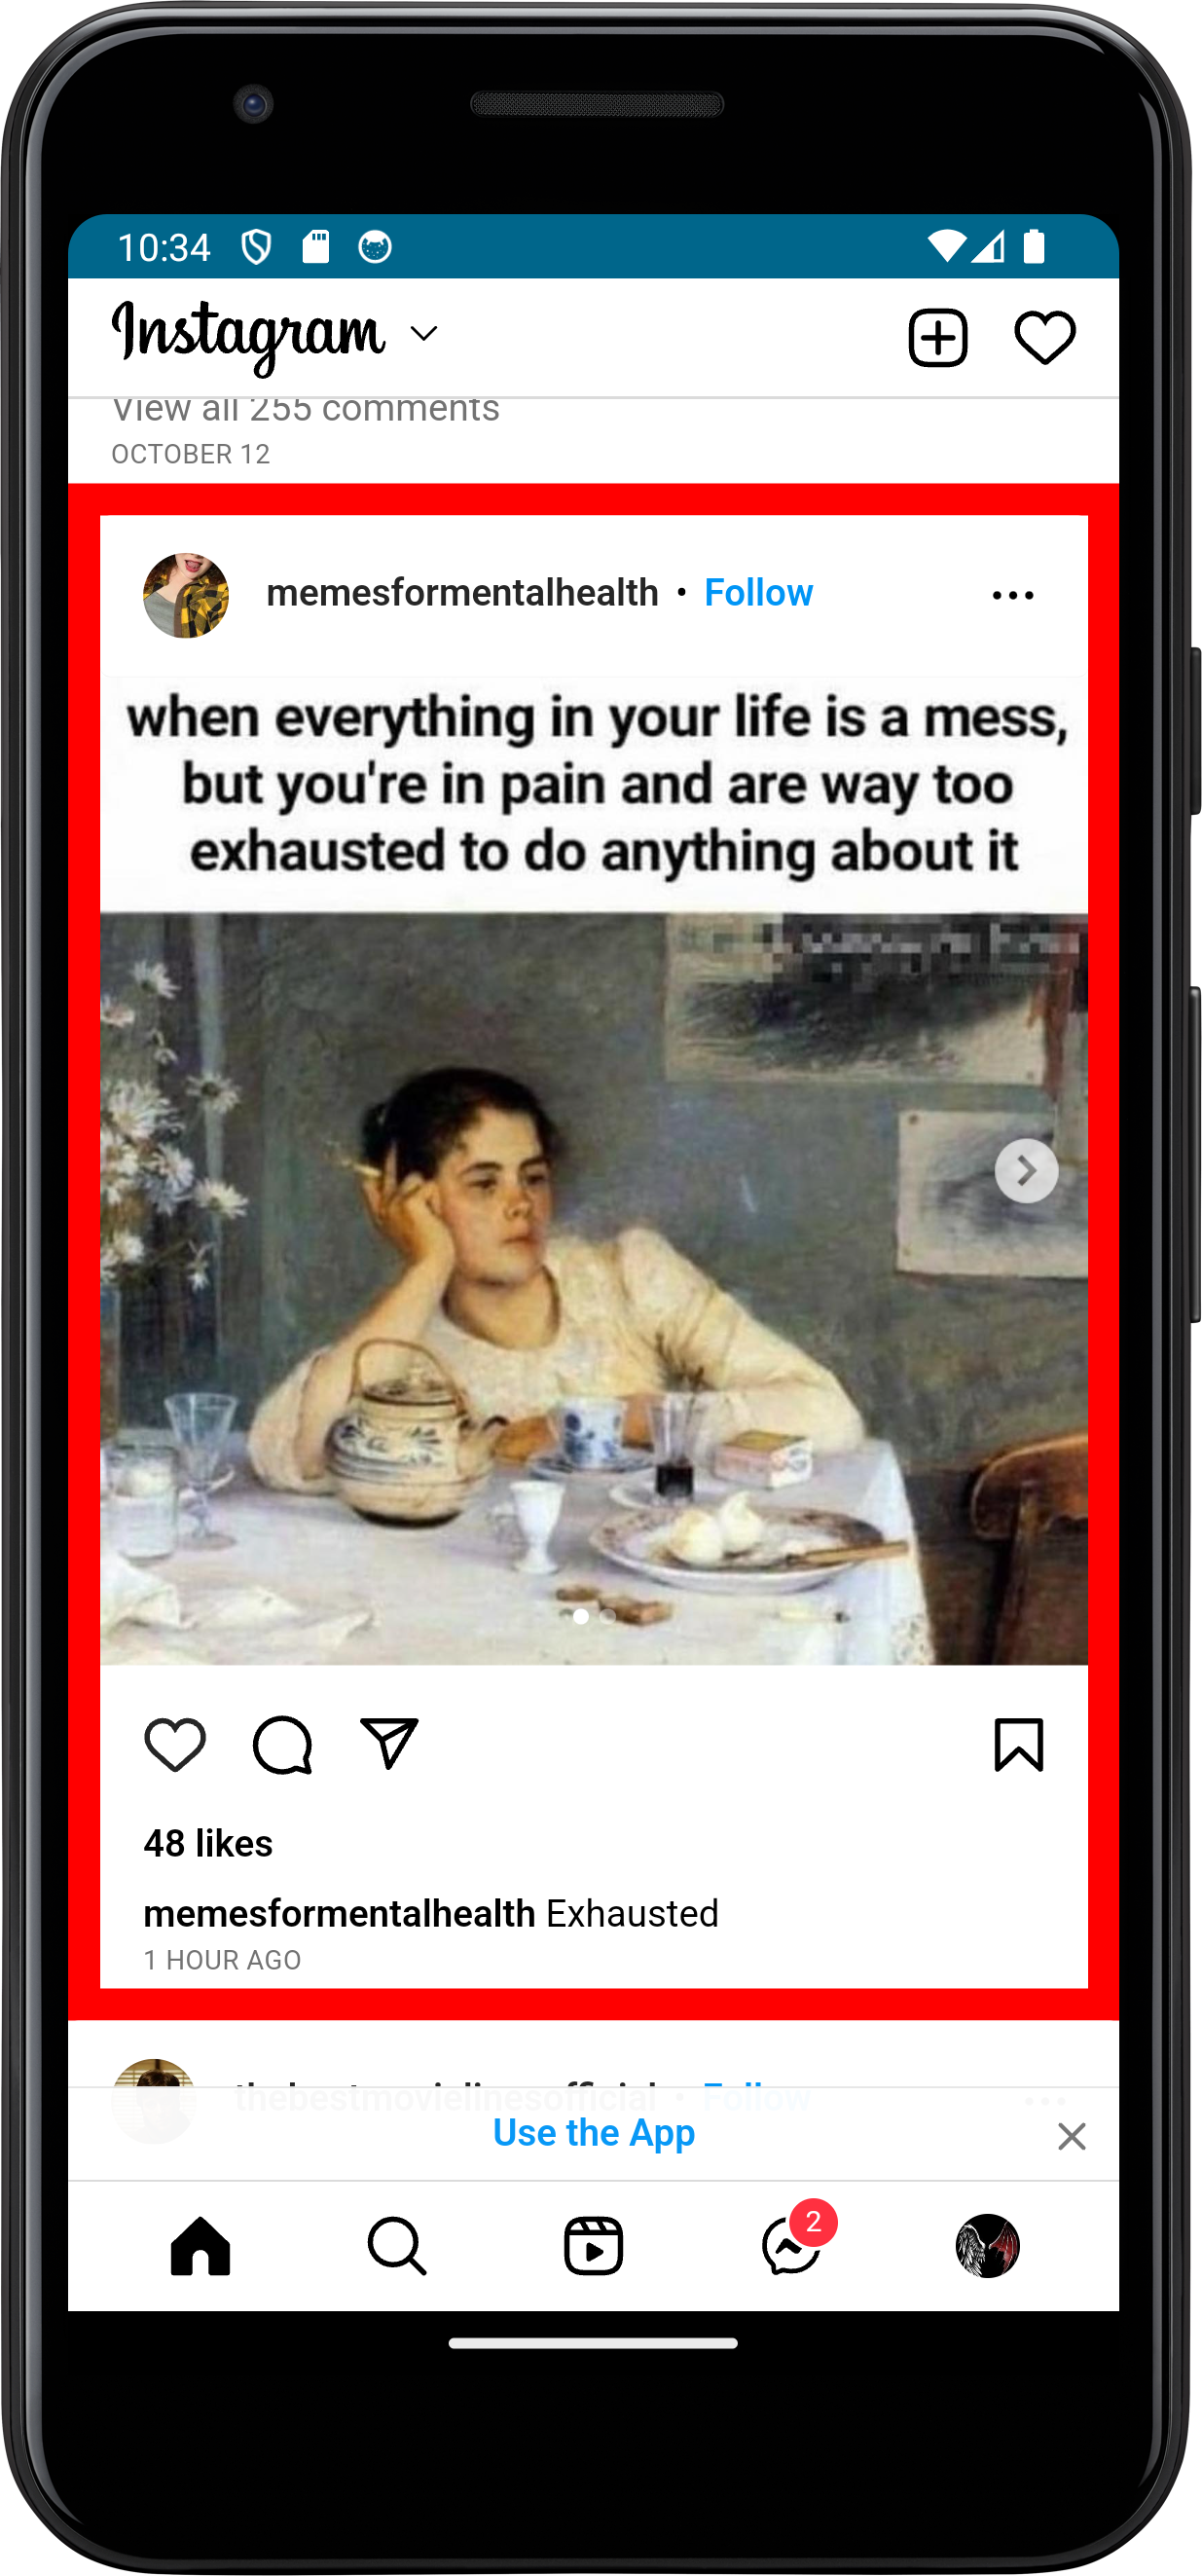 10:34
Instagram
View all 255 comments
OCTOBER 12
memesformentalhealth • Follow
when everything in your life is a mess,
but you're in pain and are way too
exhausted to do anything about it
48 likes
memesformentalhealth Exhausted
1 HOUR AGO
thebestmovielinesofficial • Follow
Use the App
2